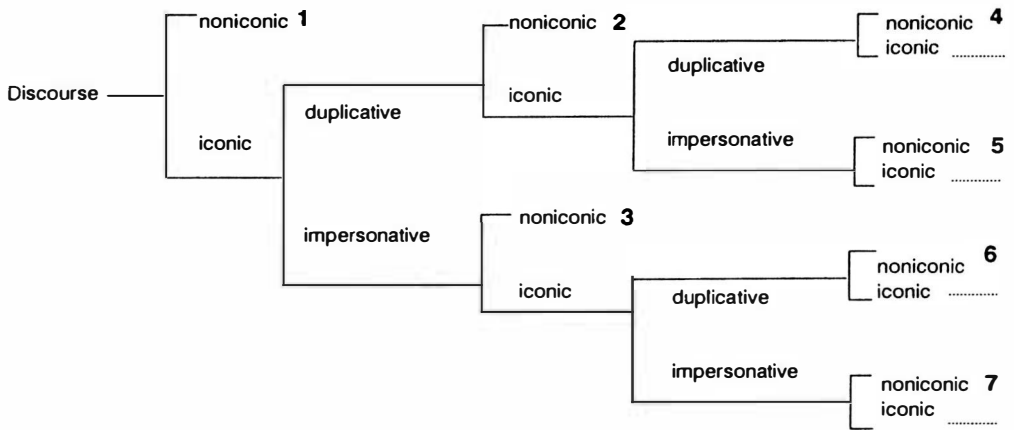 noniconic 1
noniconic 2
noniconic 4
iconic ..............
duplicative
Discourse
iconic
duplicative
iconic
impersonative
noniconic 5
iconic ..............
impersonative
noniconic 3
noniconic 6
iconic ..............
iconic
duplicative
impersonative
noniconic 7
iconic ..............